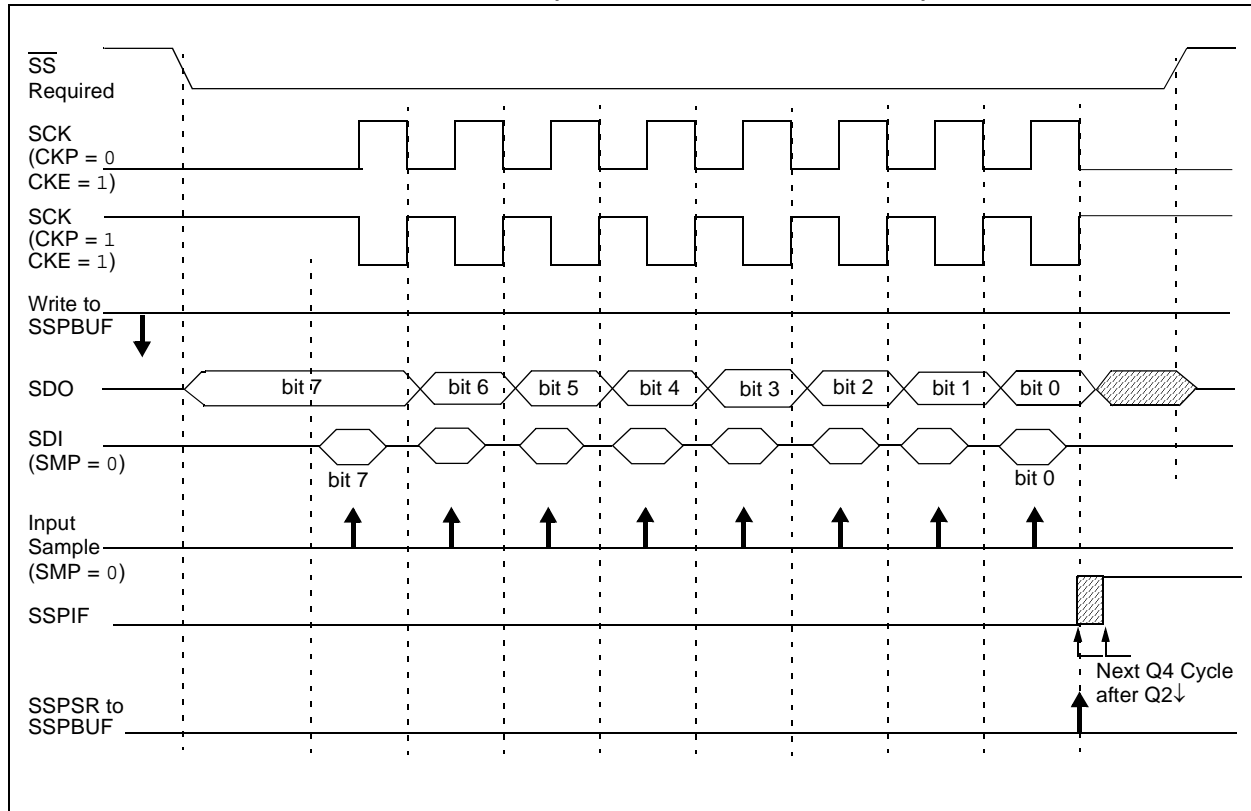 SS
Required
SCK
(CKP = 0
CKE = 1)
SCK
(CKP = 1
CKE = 1)
Write to
SSPBUF
SDO
bit 7 bit 6 bit 5 bit 4 bit 3 bit 2 bit 1 bit 0
SDI
(SMP = 0)
bit 7 bit 0
Input
Sample
(SMP = 0)
SSPIF
Next Q4 Cycle
after Q2↓
SSPSR to
SSPBUF